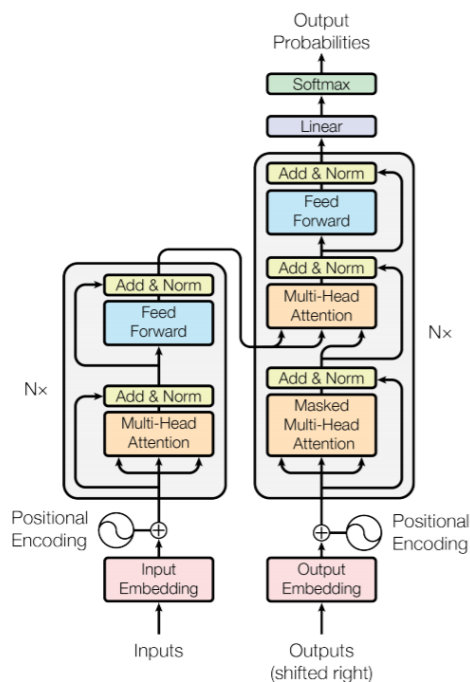 Output
Probabilities
Softmax
Linear
Add & Norm
Feed
Forward
Add & Norm
Multi-Head
Attention
Add & Norm
Masked
Multi-Head
Attention
N×
Add & Norm
Feed
Forward
Add & Norm
Multi-Head
Attention
N×
Positional
Encoding
Positional
Encoding
Input
Embedding
Output
Embedding
Inputs
Outputs
(shifted right)